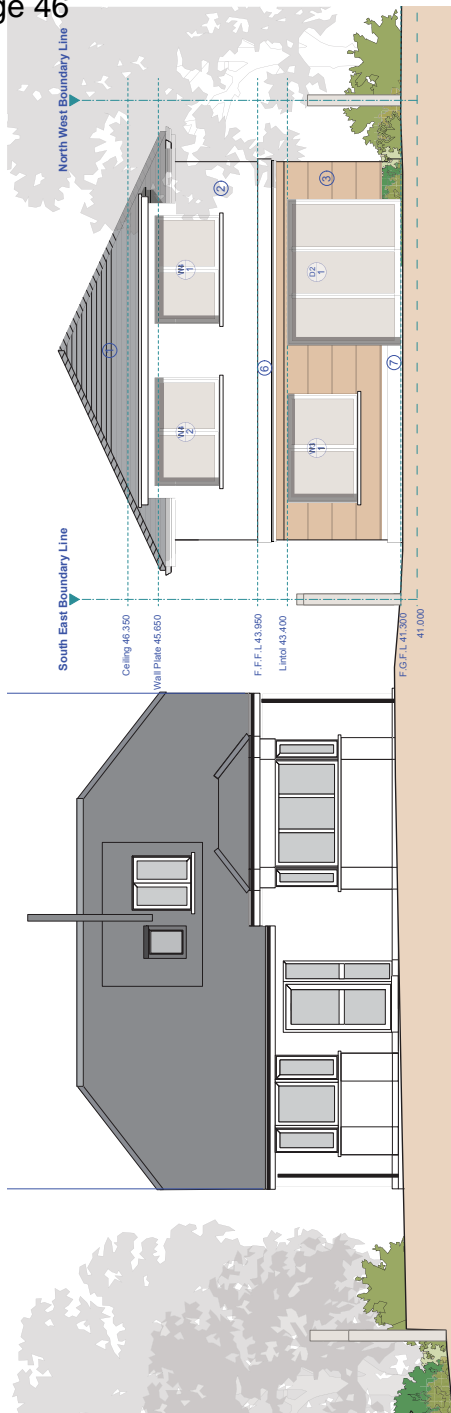 ge 46
South East Boundary Line
North West Boundary Line
Ceiling 46.350
Wall Plate 45.650
F.F.F.L 43.950
Lintol 43.400
F.G.F.L 41.300
41.000
1
2
W4
2
W4
1
6
3
W3
1
D2
1
7